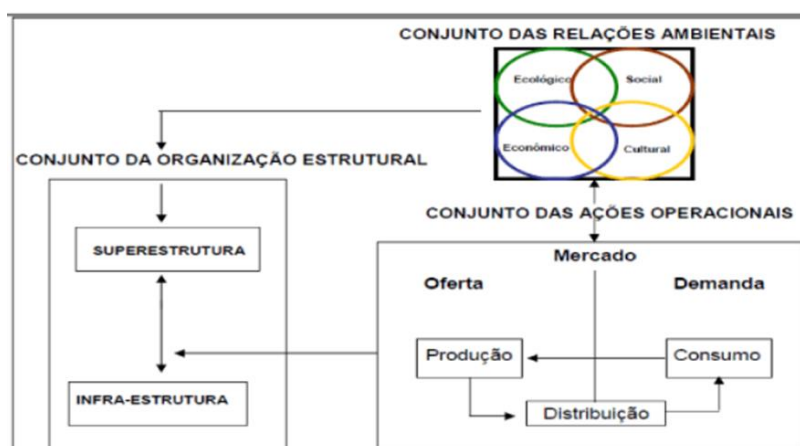 CONJUNTO DAS RELAÇÕES AMBIENTAIS
Ecológico
Social
Econômico
Cultural
CONJUNTO DA ORGANIZAÇÃO ESTRUTURAL
SUPERESTRUTURA
INFRA-ESTRUTURA
CONJUNTO DAS AÇÕES OPERACIONAIS
Mercado
Oferta
Demanda
Produção
Consumo
Distribuição